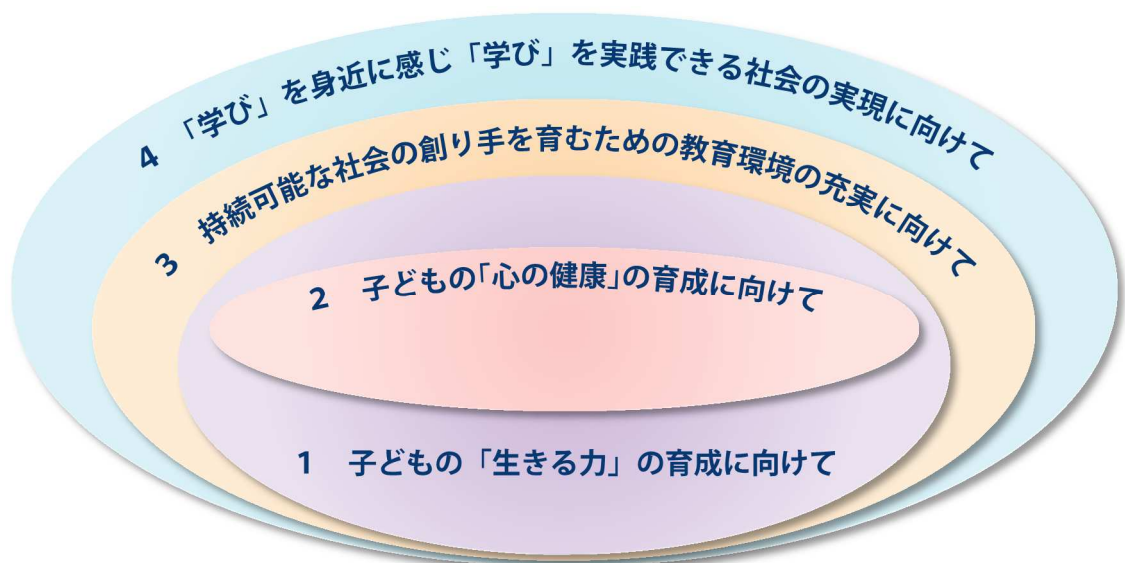 4 「学び」を身近に感じ「学び」を実践できる社会の実現に向けて
3 持続可能な社会の創り手を育むための教育環境の充実に向けて
2 子どもの「心の健康」の育成に向けて
1 子どもの「生きる力」の育成に向けて